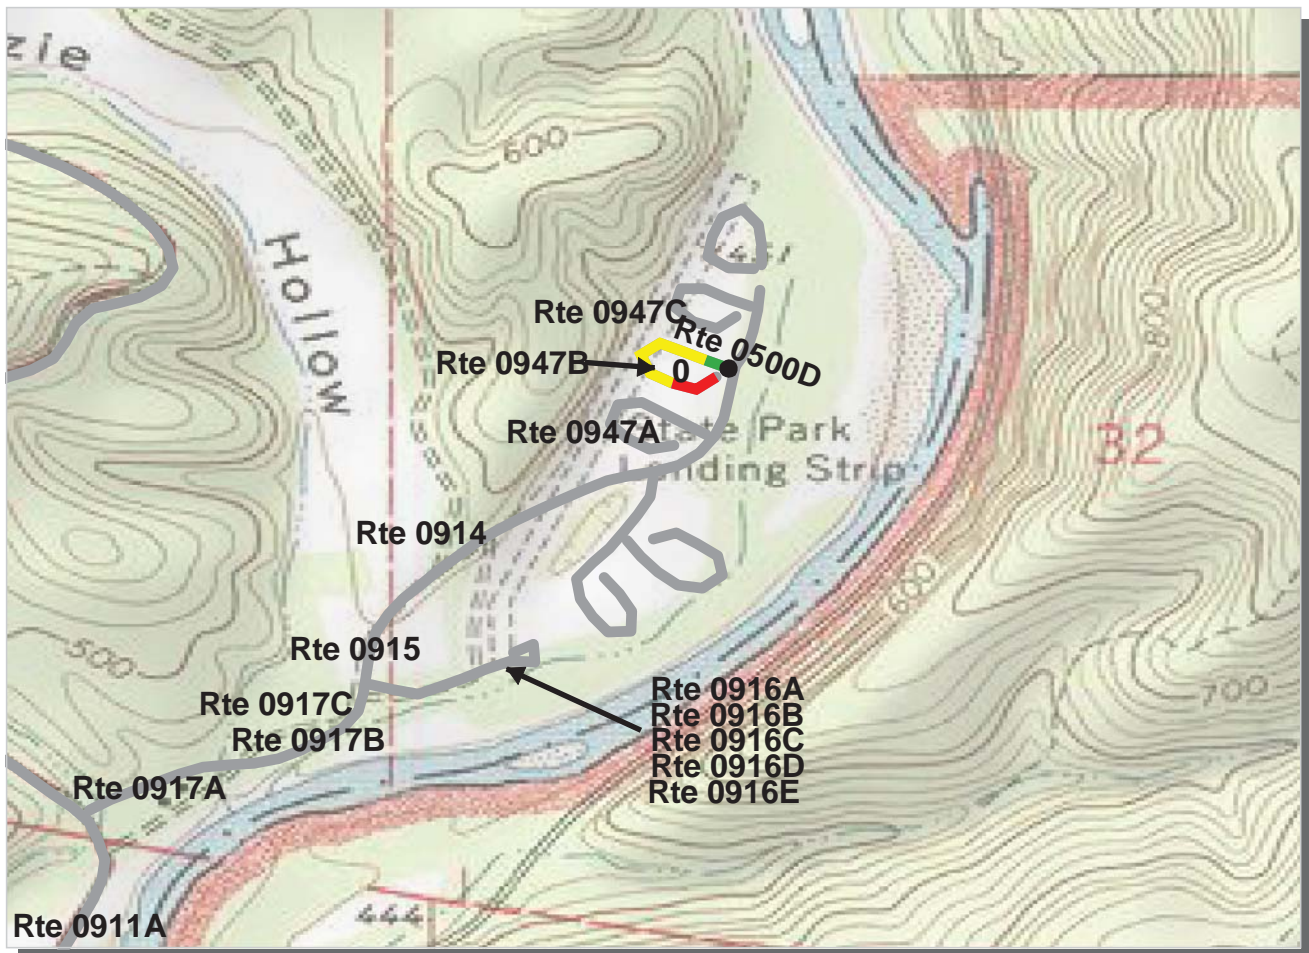 zie
600
Hollow
451
800
Rte 0947C
Rte 0500D
Rte 0947B
0
Rte 0947A
State Park
Landing Strip
32
Rte 0914
600
Rte 0915
500
Rte 0917C
Rte 0916A
700
Rte 0916B
Rte 0917B
Rte 0916C
Rte 0916D
Rte 0917A
Rte 0916E
444
Rte 0911A